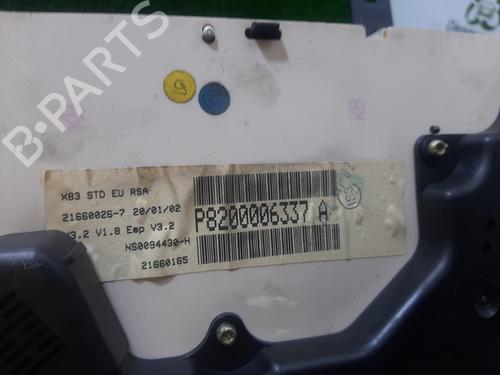 B-PARTS
X83 STD EU RSA
21660026-7 20/01/02
V3.2 V1.8 Eep V3.2
NS0094430-H
21660165
P8200006337 A
KB